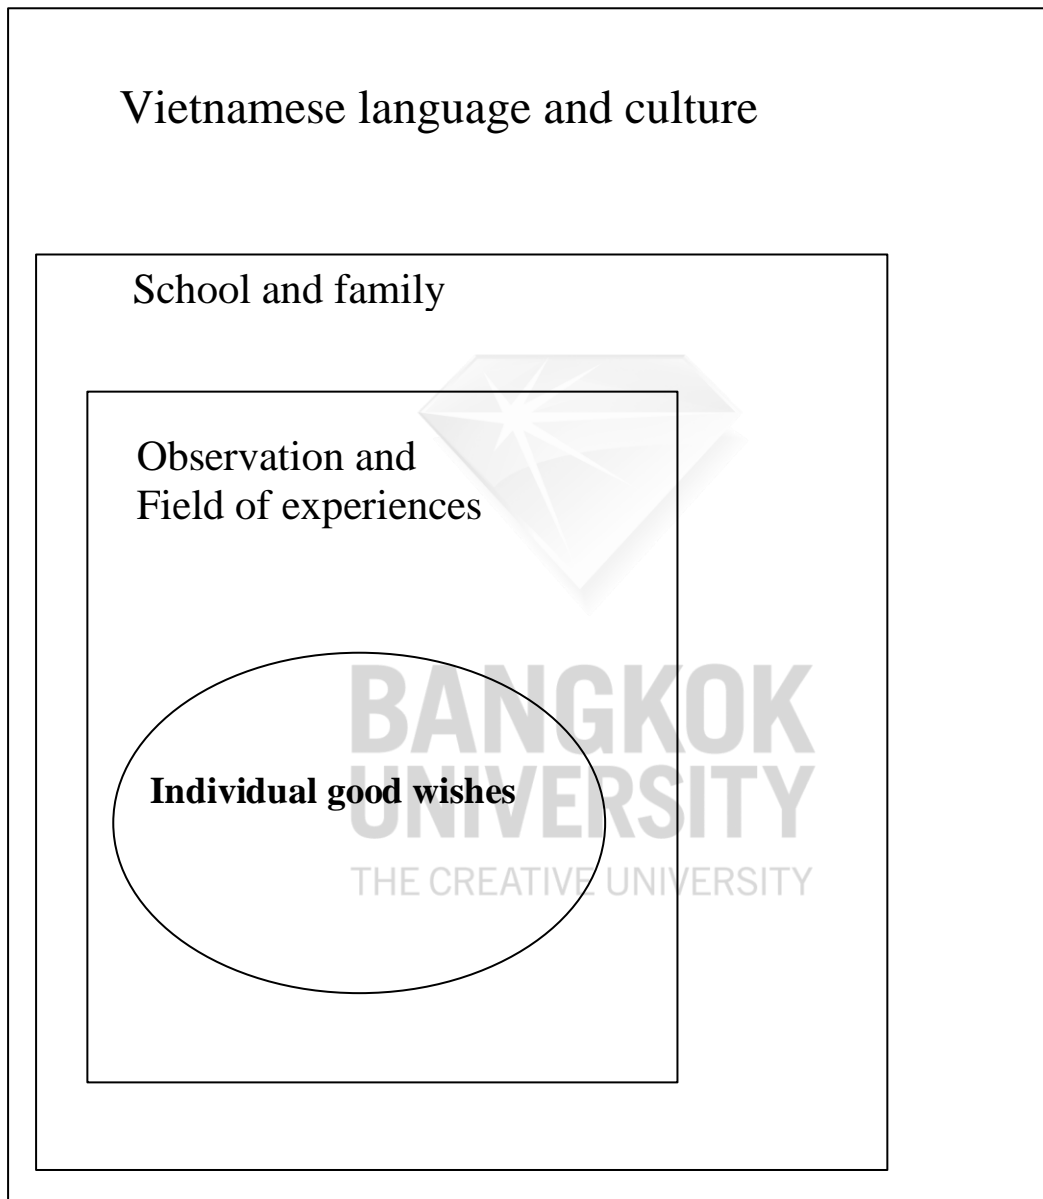 Vietnamese language and culture
School and family
Observation and
Field of experiences
Individual good wishes
BANGKOK
UNIVERSITY
THE CREATIVE UNIVERSITY